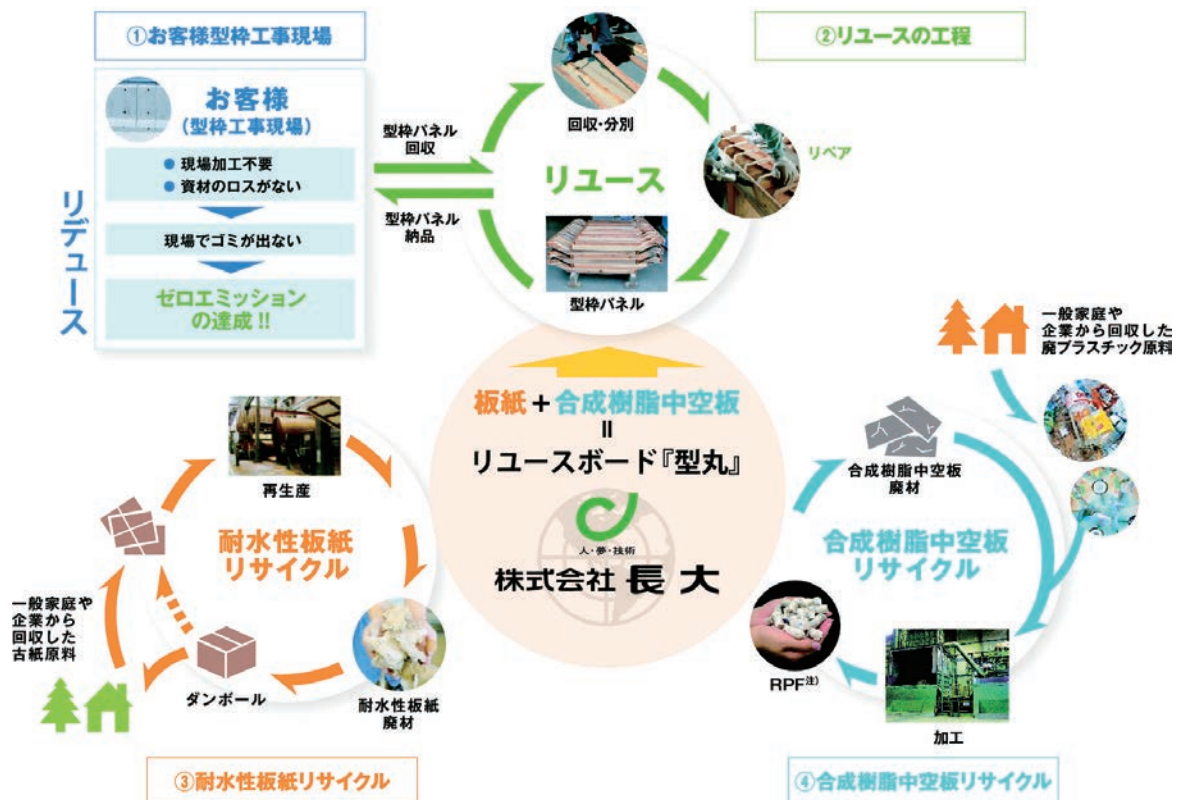 ①お客様型枠工事現場
②リユースの工程
リデュース
お客様
(型枠工事現場)
● 現場加工不要
● 資材のロスがない
現場でゴミが出ない
ゼロエミッション
の達成!!
型枠パネル
回収
型枠パネル
納品
回収・分別
リペア
リユース
型枠パネル
板紙+合成樹脂中空板
=
リユースボード『型丸』
人・夢・技術
株式会社 長大
再生産
耐水性板紙
リサイクル
一般家庭や
企業から
回収した
古紙原料
ダンボール
耐水性板紙
廃材
③耐水性板紙リサイクル
一般家庭や
企業から回収した
廃プラスチック原料
合成樹脂中空板
廃材
合成樹脂中空板
リサイクル
RPF注)
加工
④合成樹脂中空板リサイクル